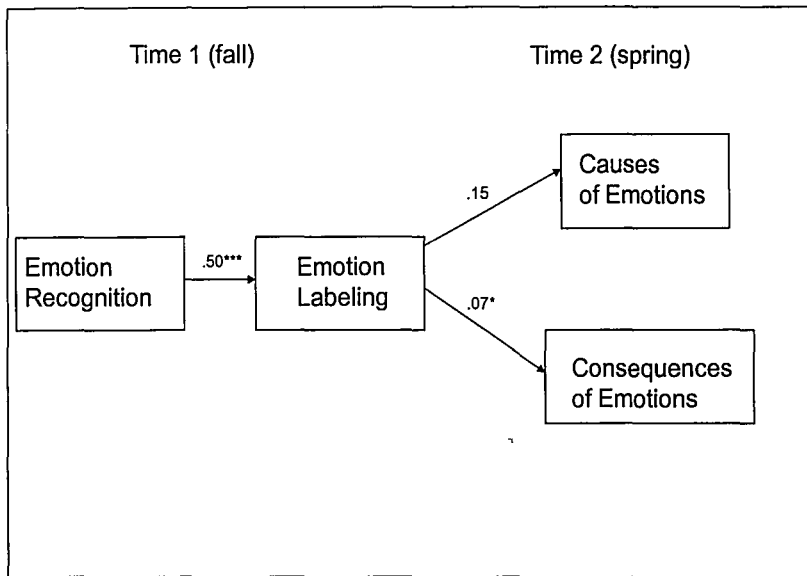 Time 1 (fall)
Time 2 (spring)
Causes
of Emotions
.15
Emotion
Recognition
.50***
Emotion
Labeling
.07*
Consequences
of Emotions